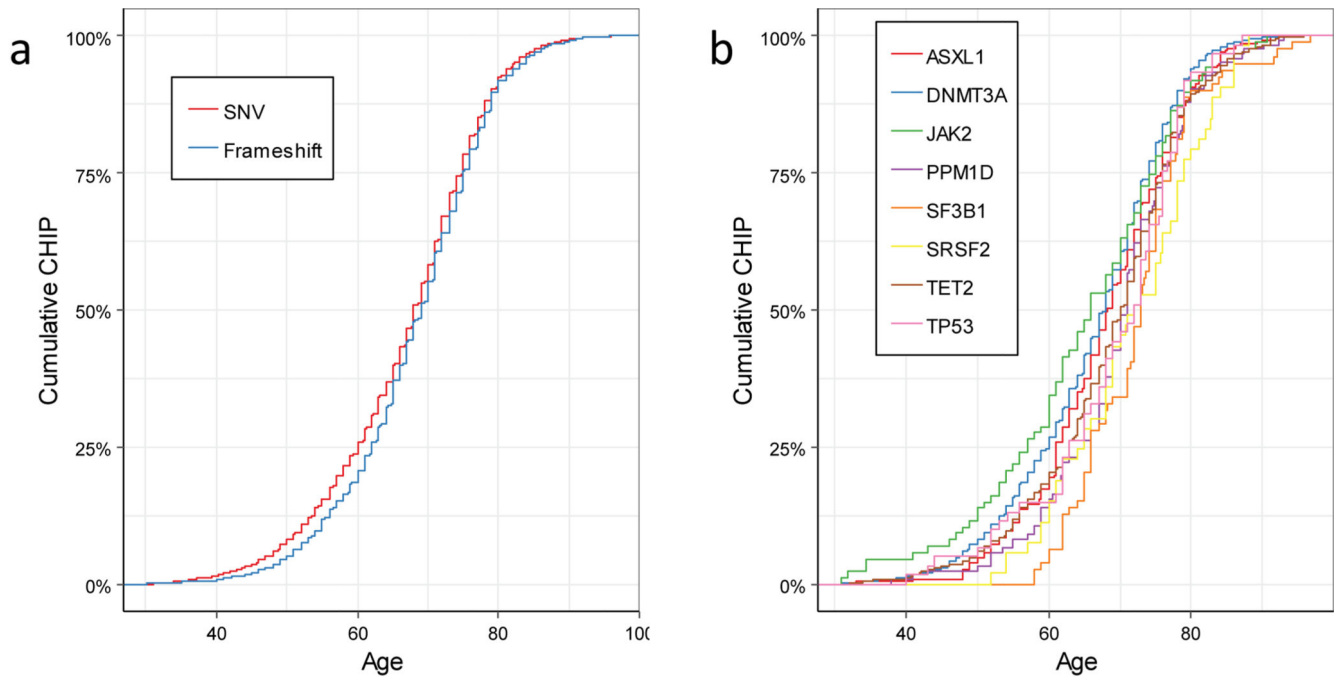 a
100%
75%
50%
25%
0%
Cumulative CHIP
SNV
Frameshift
40
60
80
100
Age
b
100%
75%
50%
25%
0%
Cumulative CHIP
ASXL1
DNMT3A
JAK2
PPM1D
SF3B1
SRSF2
TET2
TP53
40
60
80
Age